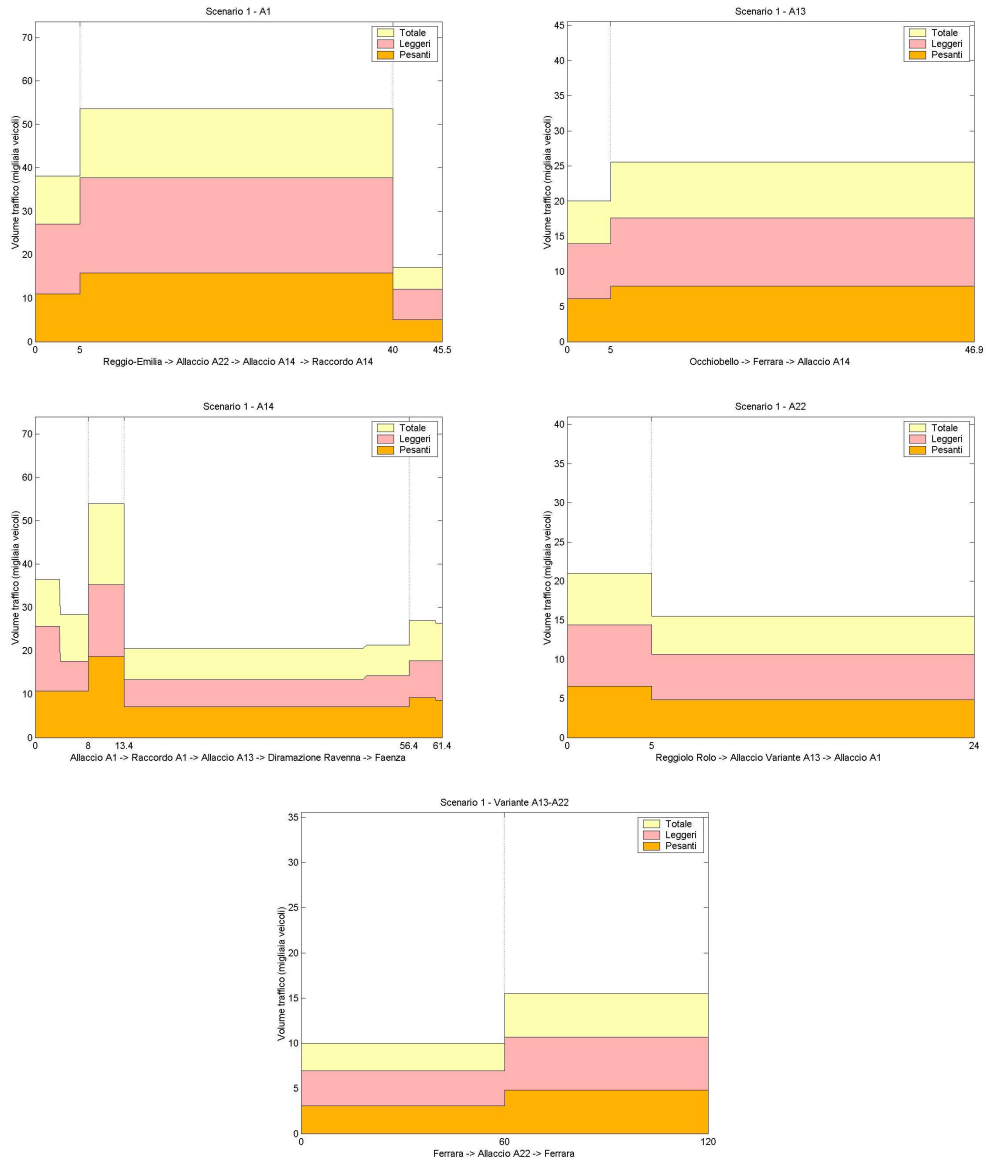 Scenario 1 - A1
Totale
Leggeri
Pesanti
Volume traffico (migliaia veicoli)
70
60
50
40
30
20
10
0
0 5 40 45.5
Reggio-Emilia -> Allaccio A22 -> Allaccio A14 -> Raccordo A14
Scenario 1 - A13
Totale
Leggeri
Pesanti
Volume traffico (migliaia veicoli)
45
40
35
30
25
20
15
10
5
0
0 5 46.9
Occhiobello -> Ferrara -> Allaccio A14
Scenario 1 - A14
Totale
Leggeri
Pesanti
Volume traffico (migliaia veicoli)
70
60
50
40
30
20
10
0
0 8 13.4 56.4 61.4
Allaccio A1 -> Raccordo A1 -> Allaccio A13 -> Diramazione Ravenna -> Faenza
Scenario 1 - A22
Totale
Leggeri
Pesanti
Volume traffico (migliaia veicoli)
40
35
30
25
20
15
10
5
0
0 5 24
Reggiolo Rolo -> Allaccio Variante A13 -> Allaccio A1
Scenario 1 - Variante A13-A22
Totale
Leggeri
Pesanti
Volume traffico (migliaia veicoli)
35
30
25
20
15
10
5
0
0 60 120
Ferrara -> Allaccio A22 -> Ferrara